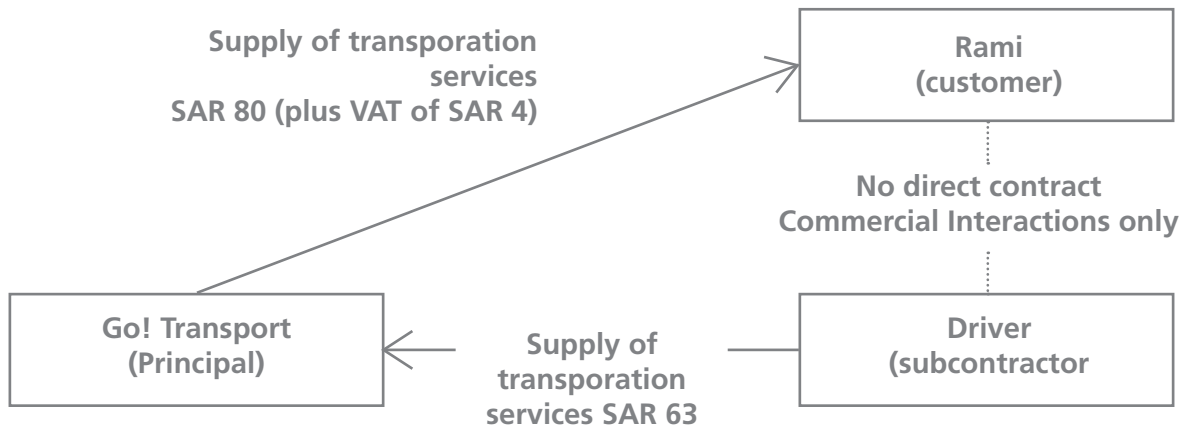 Supply of transporation
services
SAR 80 (plus VAT of SAR 4)
Rami
(customer)
No direct contract
Commercial Interactions only
Go! Transport
(Principal)
Supply of
transporation
services SAR 63
Driver
(subcontractor